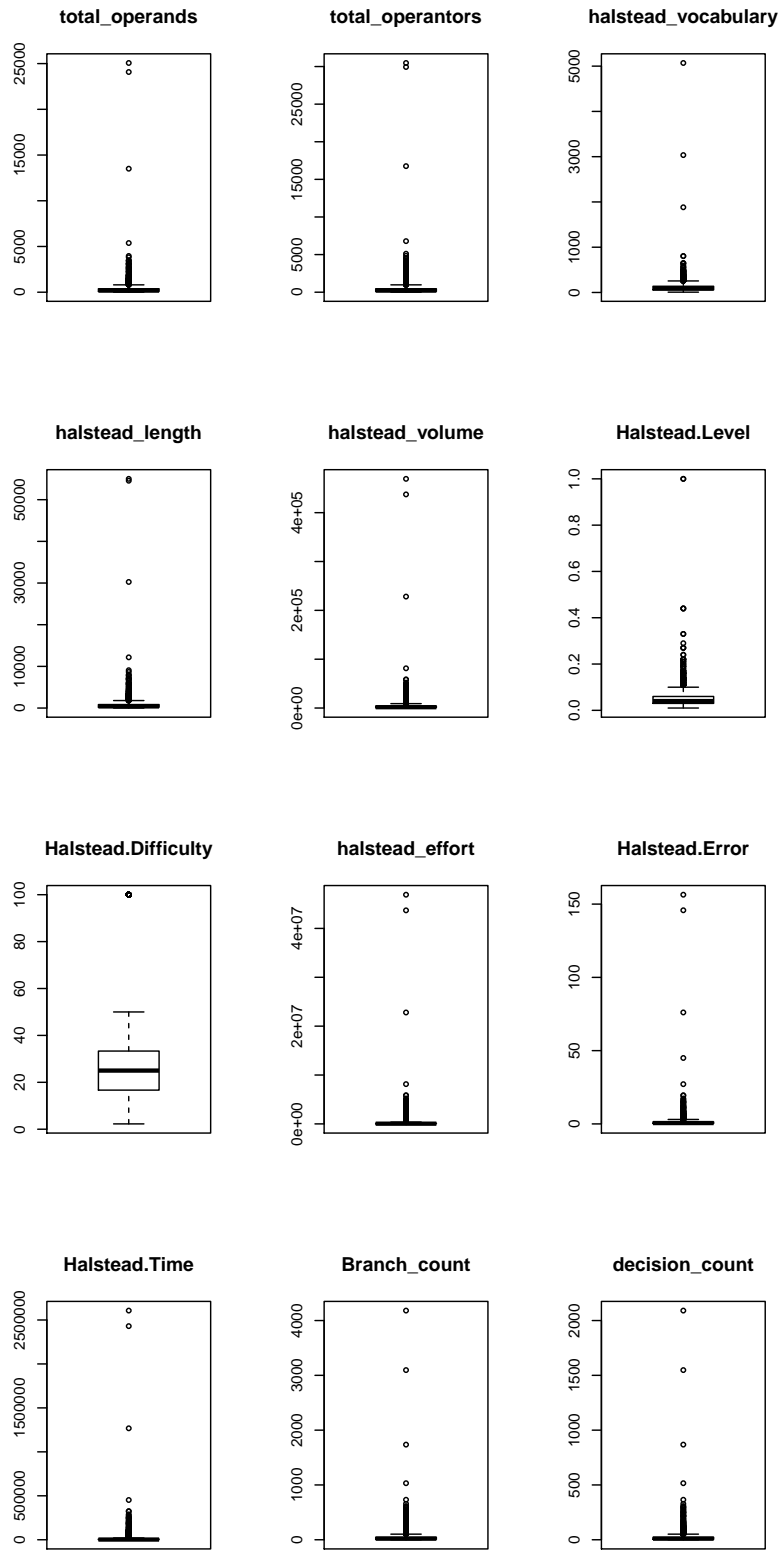 total_operands
total_operantors
halstead_vocabulary
0 5000 15000 25000
0 5000 15000 25000
0 1000 3000 5000
halstead_length
halstead_volume
Halstead.Level
0 10000 30000 50000
0e+00 2e+05 4e+05
0.0 0.2 0.4 0.6 0.8 1.0
Halstead.Difficulty
halstead_effort
Halstead.Error
0 20 40 60 80 100
0e+00 2e+07 4e+07
0 50 100 150
Halstead.Time
Branch_count
decision_count
0 500000 1500000 2500000
0 1000 2000 3000 4000
0 500 1000 1500 2000